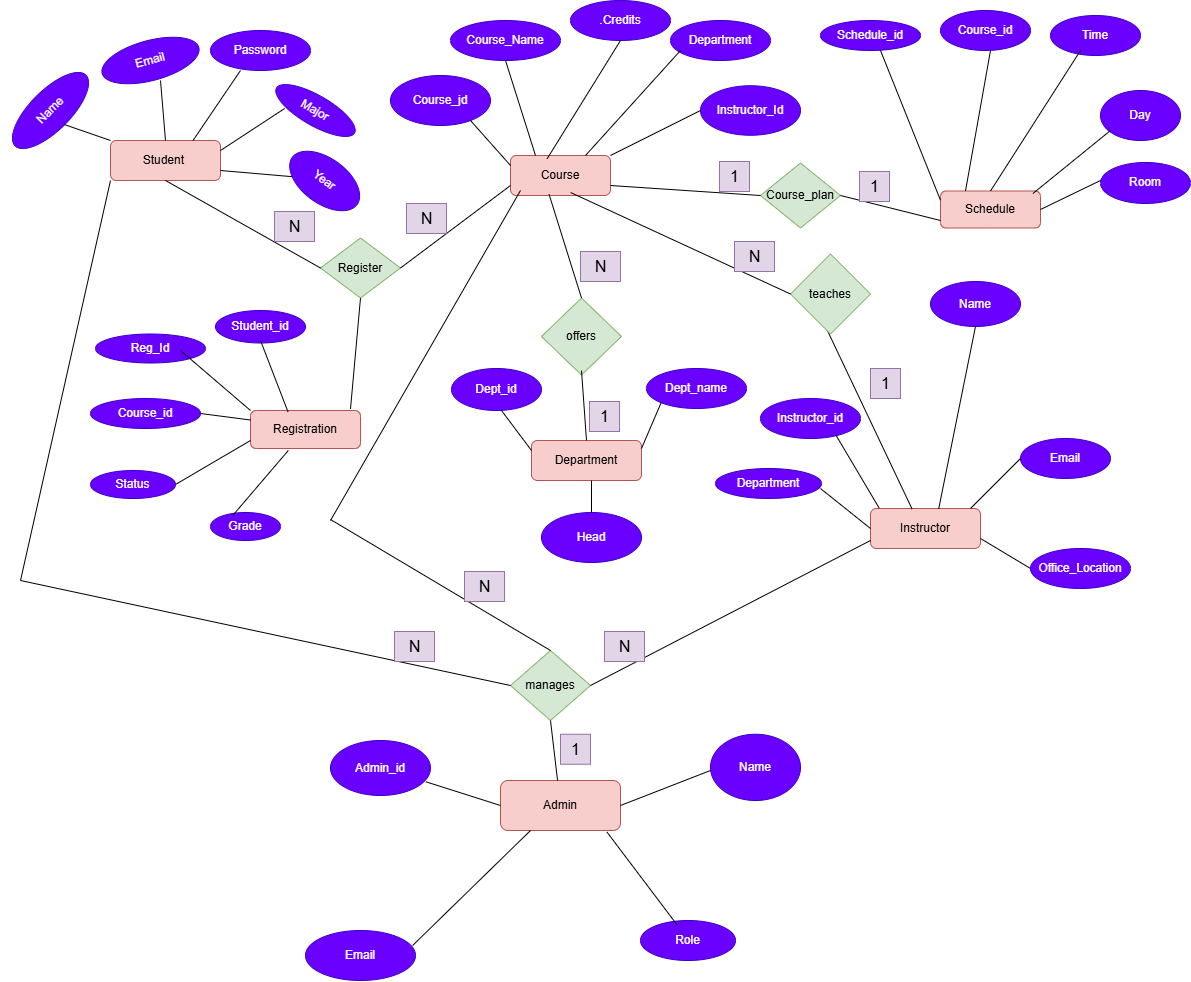 .Credits
Course_Name
Department
Schedule_id
Course_id
Time
Email
Password
Name
Major
Course_jd
Instructor_Id
Day
Student
Year
Course
1
Course_plan
1
Room
Schedule
N
N
Register
N
offers
N
teaches
Name
Student_id
Reg_Id
Course_id
Registration
Status
Grade
Dept_id
Dept_name
1
Department
Head
1
Instructor_id
Email
Department
Instructor
Office_Location
N
N
N
manages
1
Admin_id
Name
Admin
Email
Role